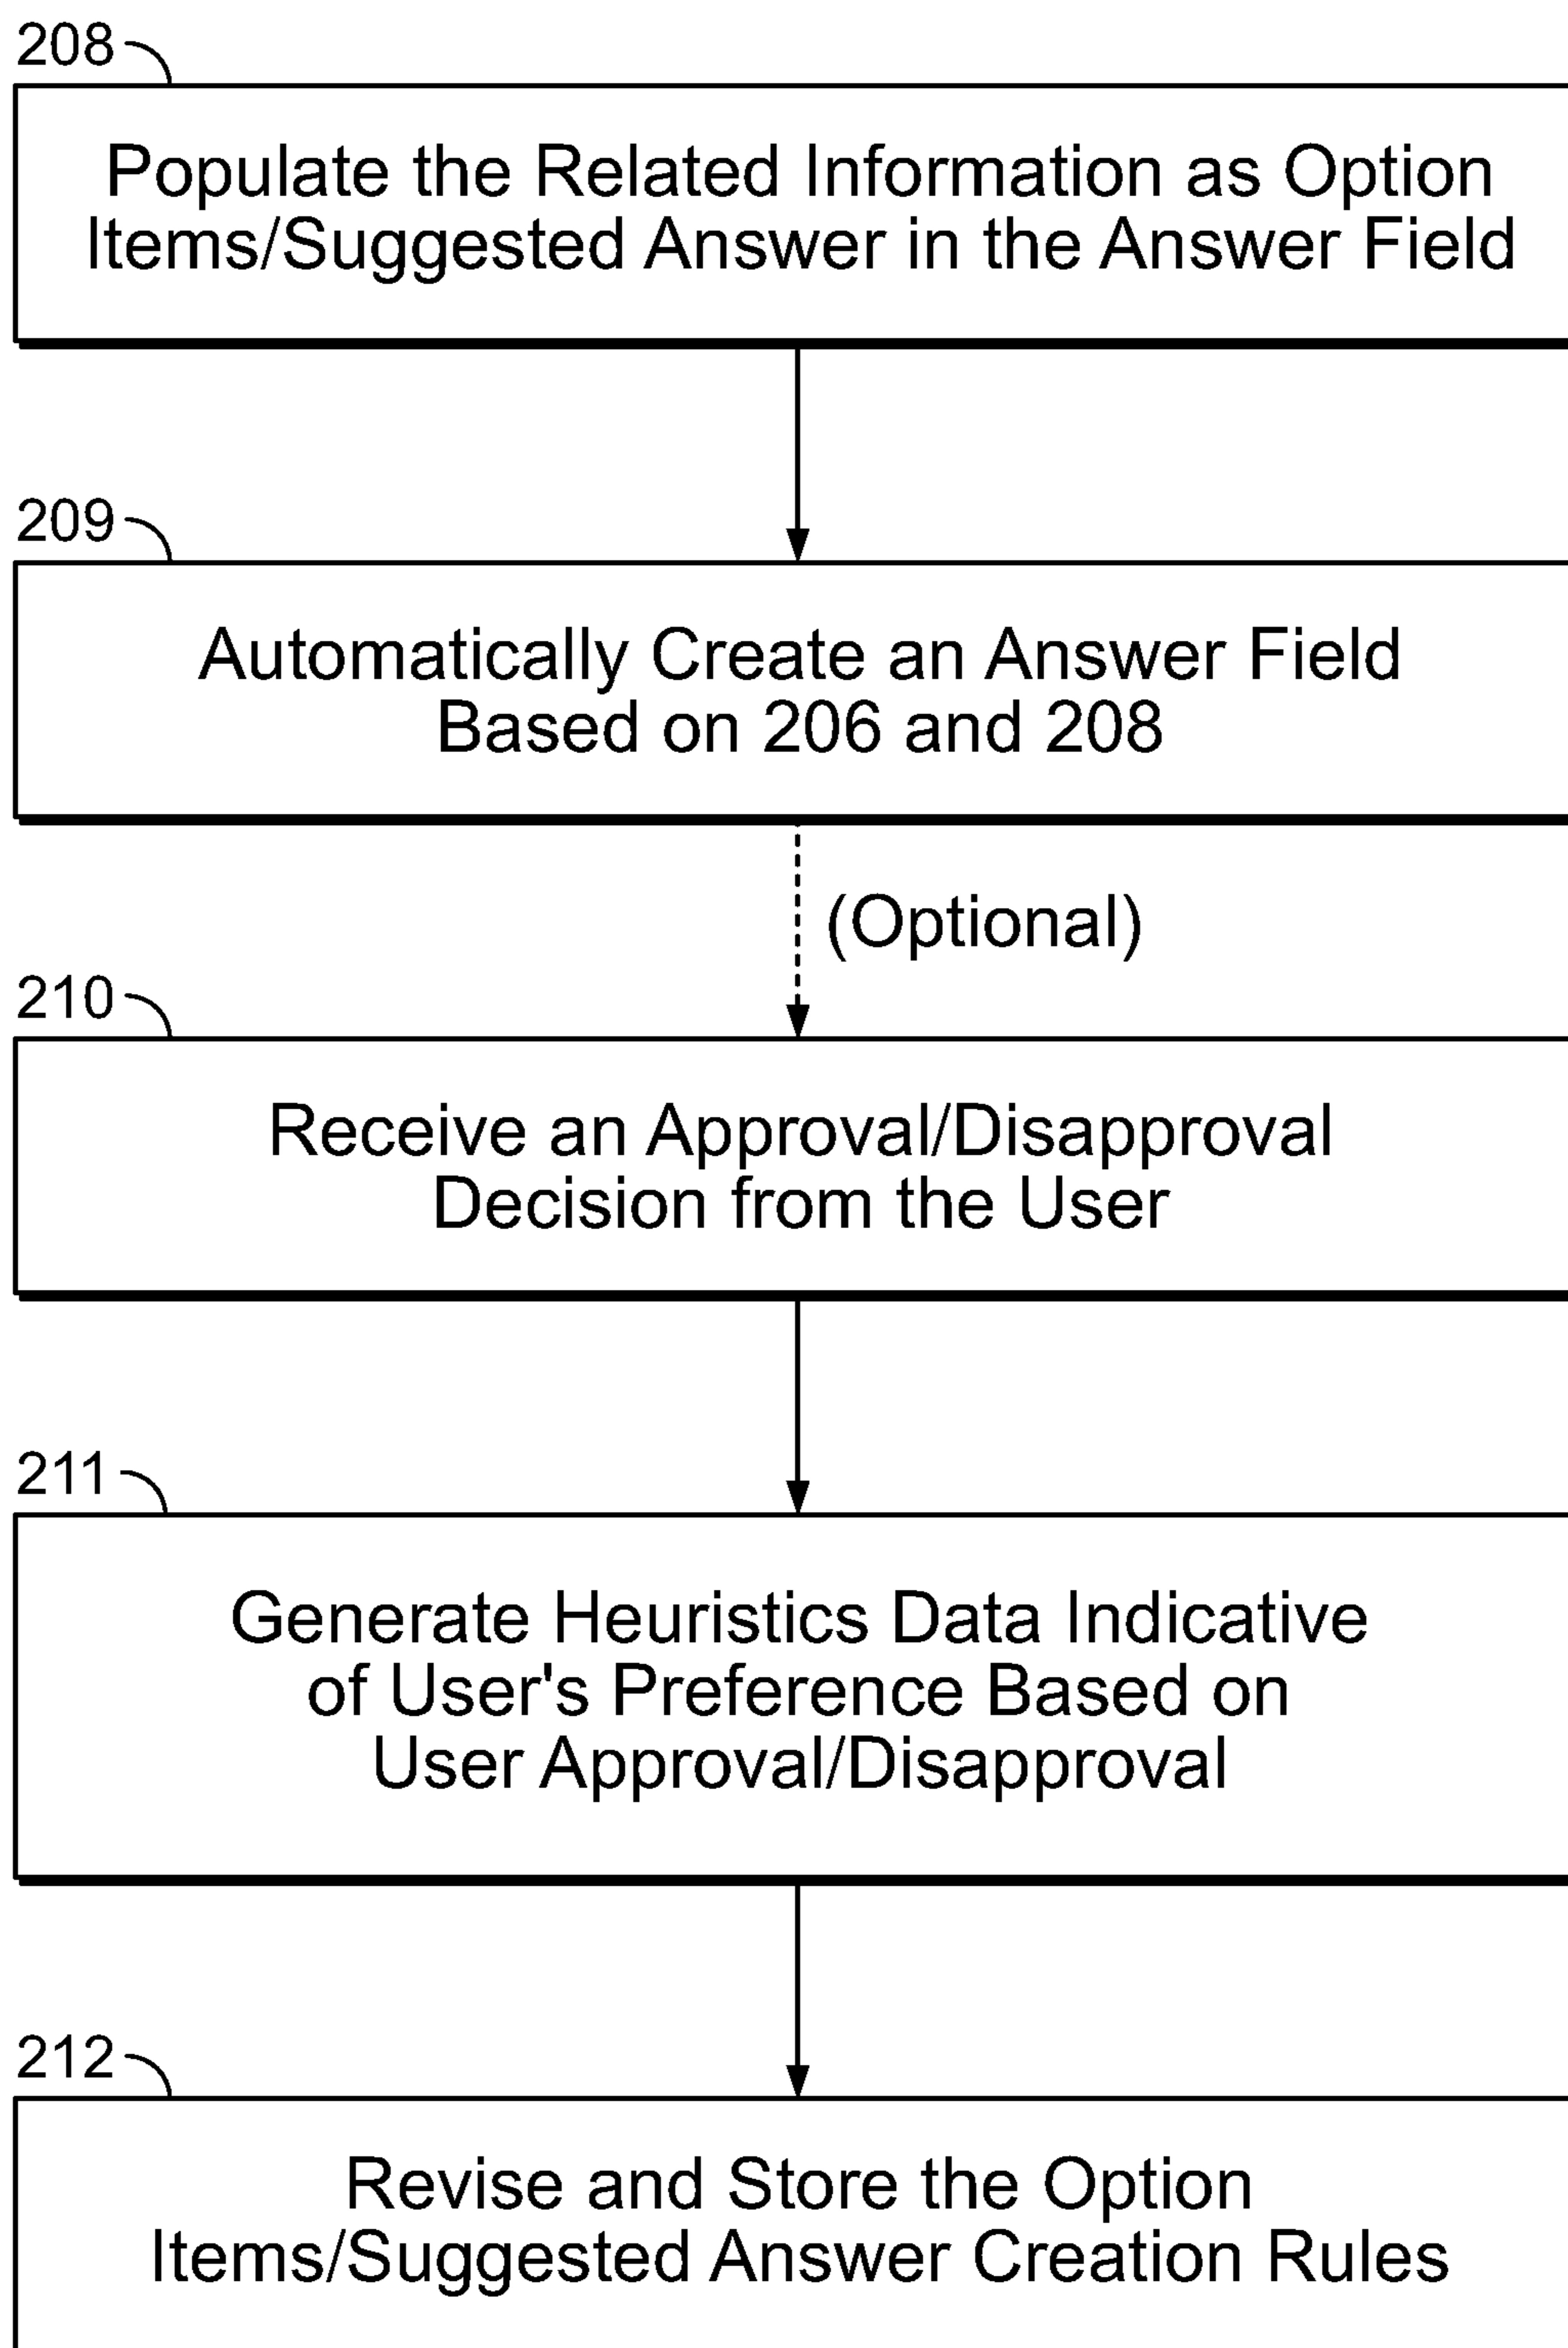 208
Populate the Related Information as Option
Items/Suggested Answer in the Answer Field
209
Automatically Create an Answer Field
Based on 206 and 208
(Optional)
210
Receive an Approval/Disapproval
Decision from the User
211
Generate Heuristics Data Indicative
of User's Preference Based on
User Approval/Disapproval
212
Revise and Store the Option
Items/Suggested Answer Creation Rules